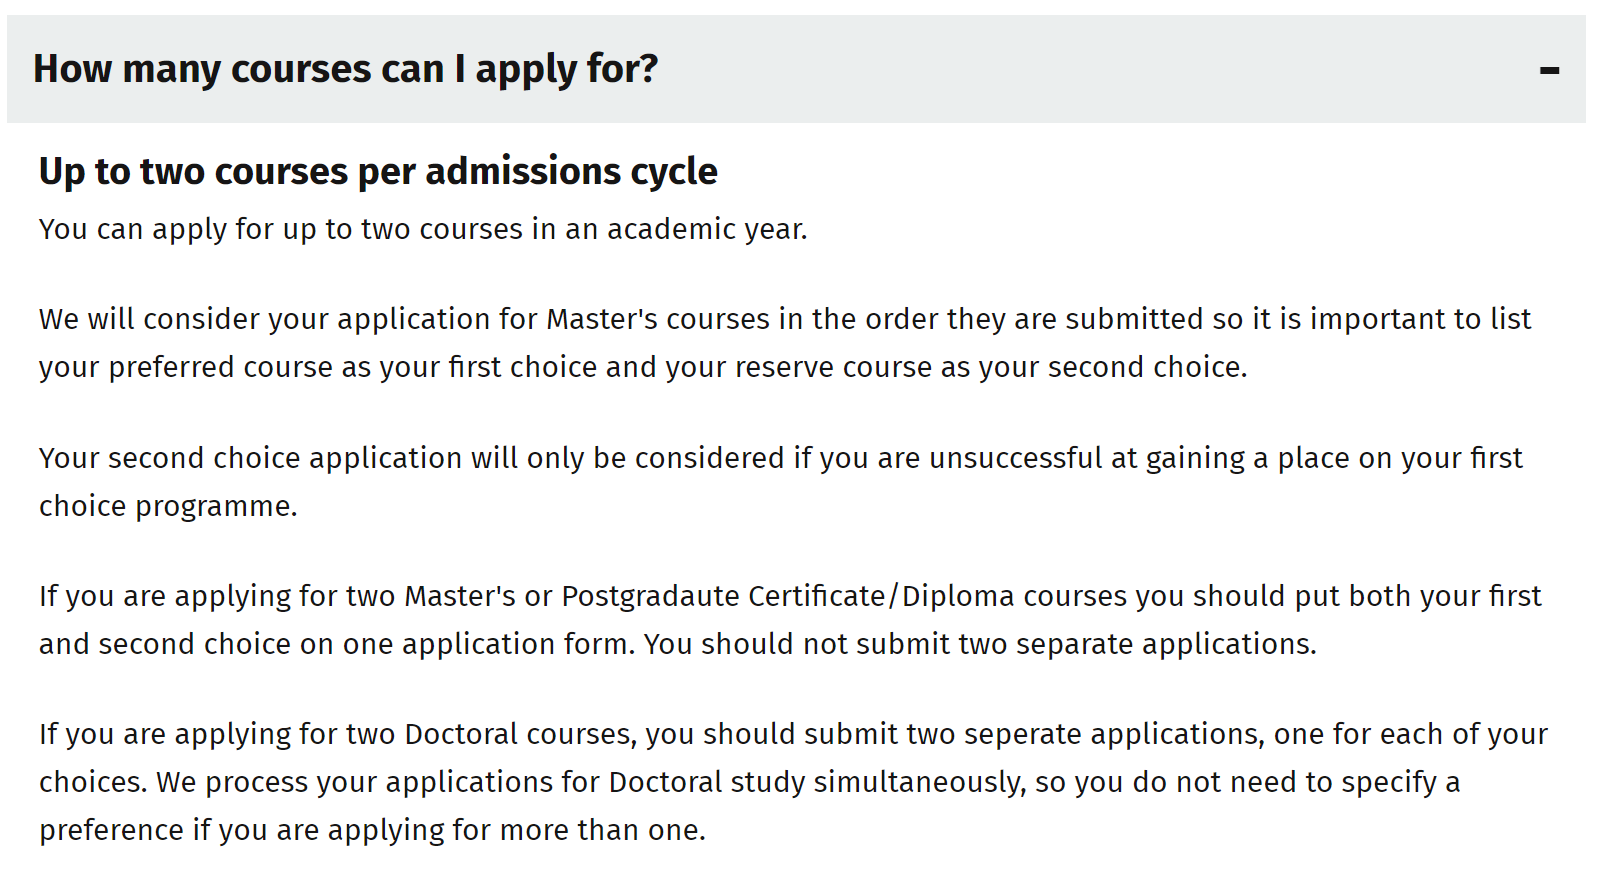 How many courses can I apply for?
Up to two courses per admissions cycle
You can apply for up to two courses in an academic year.
We will consider your application for Master's courses in the order they are submitted so it is important to list
your preferred course as your first choice and your reserve course as your second choice.
Your second choice application will only be considered if you are unsuccessful at gaining a place on your first
choice programme.
If you are applying for two Master's or Postgradaute Certificate/Diploma courses you should put both your first
and second choice on one application form. You should not submit two separate applications.
If you are applying for two Doctoral courses, you should submit two seperate applications, one for each of your
choices. We process your applications for Doctoral study simultaneously, so you do not need to specify a
preference if you are applying for more than one.